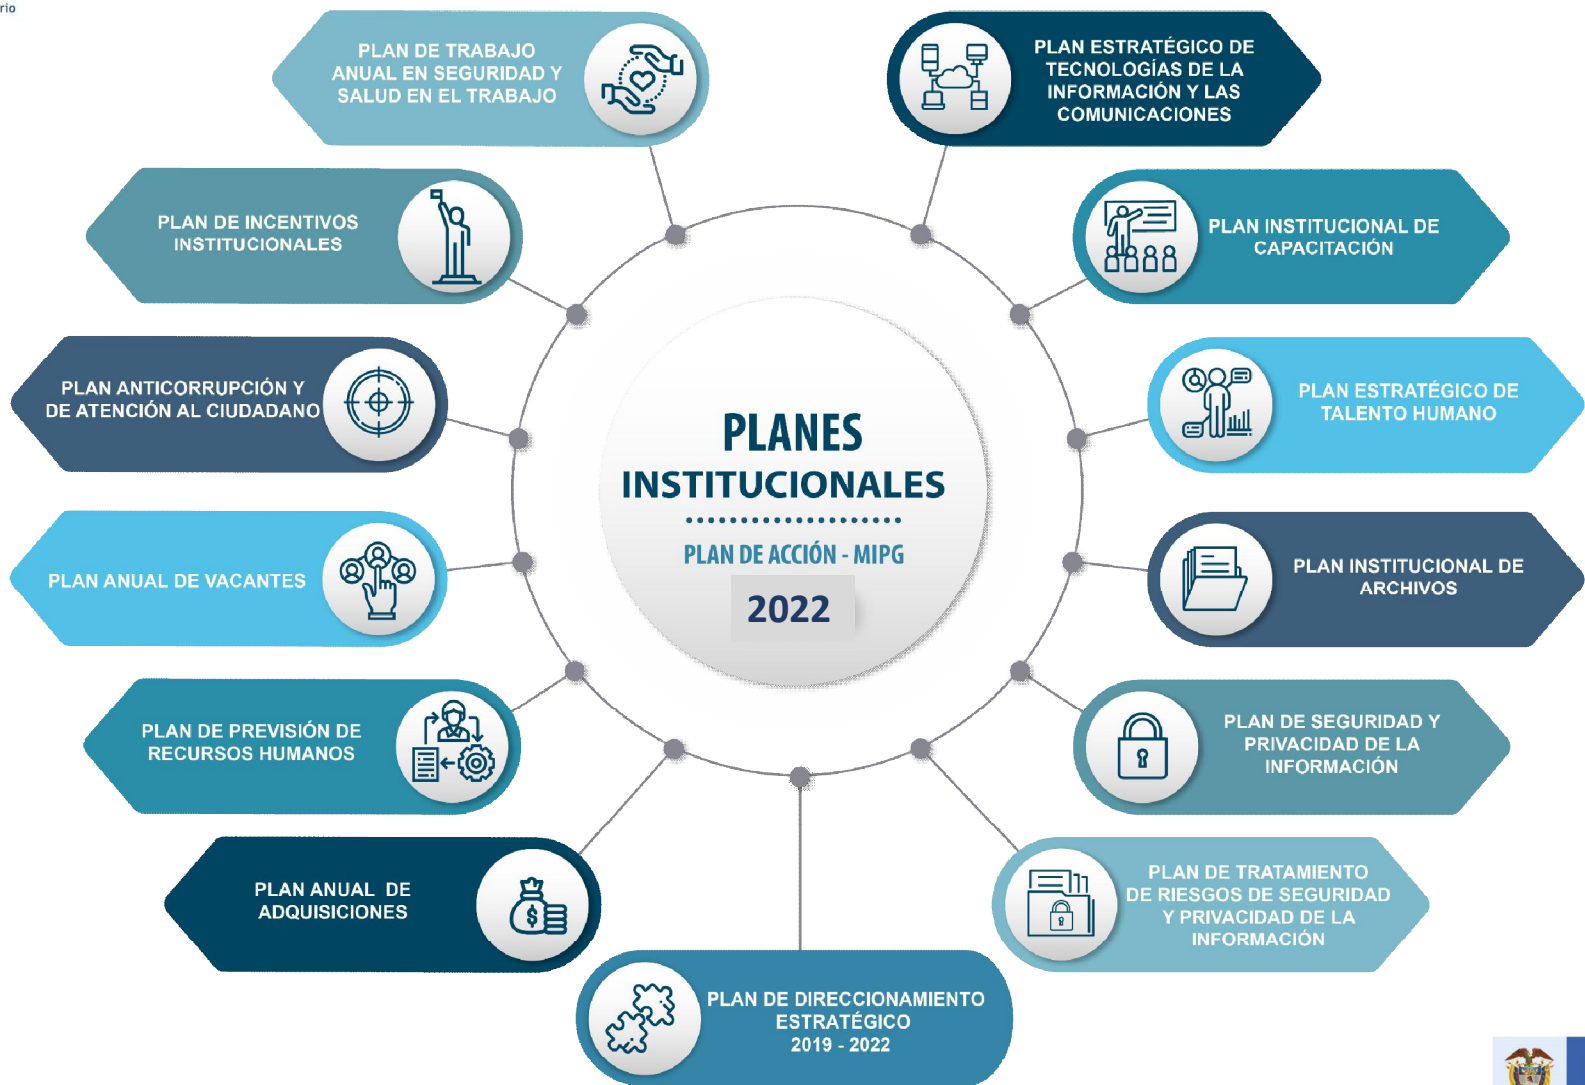 rio
PLAN DE TRABAJO
ANUAL EN SEGURIDAD Y
SALUD EN EL TRABAJO
PLAN ESTRATÉGICO DE
TECNOLOGÍAS DE LA
INFORMACIÓN Y LAS
COMUNICACIONES
PLAN DE INCENTIVOS
INSTITUCIONALES
PLAN INSTITUCIONAL DE
CAPACITACIÓN
PLAN ANTICORRUPCIÓN Y
DE ATENCIÓN AL CIUDADANO
PLAN ESTRATÉGICO DE
TALENTO HUMANO
PLANES
INSTITUCIONALES
PLAN DE ACCIÓN - MIPG
2022
PLAN ANUAL DE VACANTES
PLAN INSTITUCIONAL DE
ARCHIVOS
PLAN DE PREVISIÓN DE
RECURSOS HUMANOS
PLAN DE SEGURIDAD Y
PRIVACIDAD DE LA
INFORMACIÓN
PLAN ANUAL DE
ADQUISICIONES
$
PLAN DE TRATAMIENTO
DE RIESGOS DE SEGURIDAD
Y PRIVACIDAD DE LA
INFORMACIÓN
PLAN DE DIRECCIONAMIENTO
ESTRATÉGICO
2019 - 2022